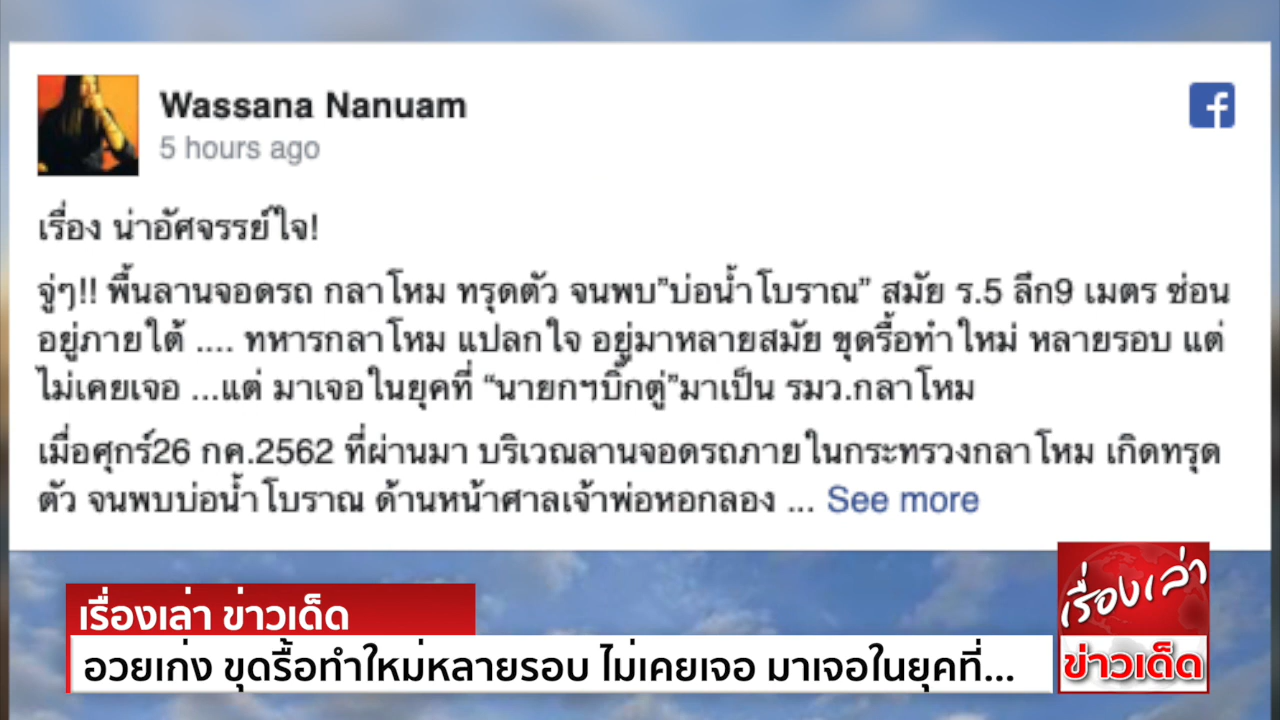 Wassana Nanuam
5 hours ago
เรื่อง น่าอัศจรรย์ใจ!
จู่ๆ!! พื้นลานจอดรถ กลาโหม ทรุดตัว จนพบ”บ่อน้ำโบราณ” สมัย ร.5 ลึก9 เมตร ซ่อน
อยู่ภายใต้ .... ทหารกลาโหม แปลกใจ อยู่มาหลายสมัย ขุดรื้อทำใหม่ หลายรอบ แต่
ไม่เคยเจอ ...แต่ มาเจอในยุคที่ “นายกฯบิ๊กตู่”มาเป็น รมว.กลาโหม
เมื่อศุกร์26 กค.2562 ที่ผ่านมา บริเวณลานจอดรถภายในกระทรวงกลาโหม เกิดทรุด
ตัว จนพบบ่อน้ำโบราณ ด้านหน้าศาลเจ้าพ่อหอกลอง ... See more
เรื่องเล่า ข่าวเด็ด
อวยเก่ง ขุดรื้อทำใหม่หลายรอบ ไม่เคยเจอ มาเจอในยุคที่...
เรื่องเล่า
ข่าวเด็ด